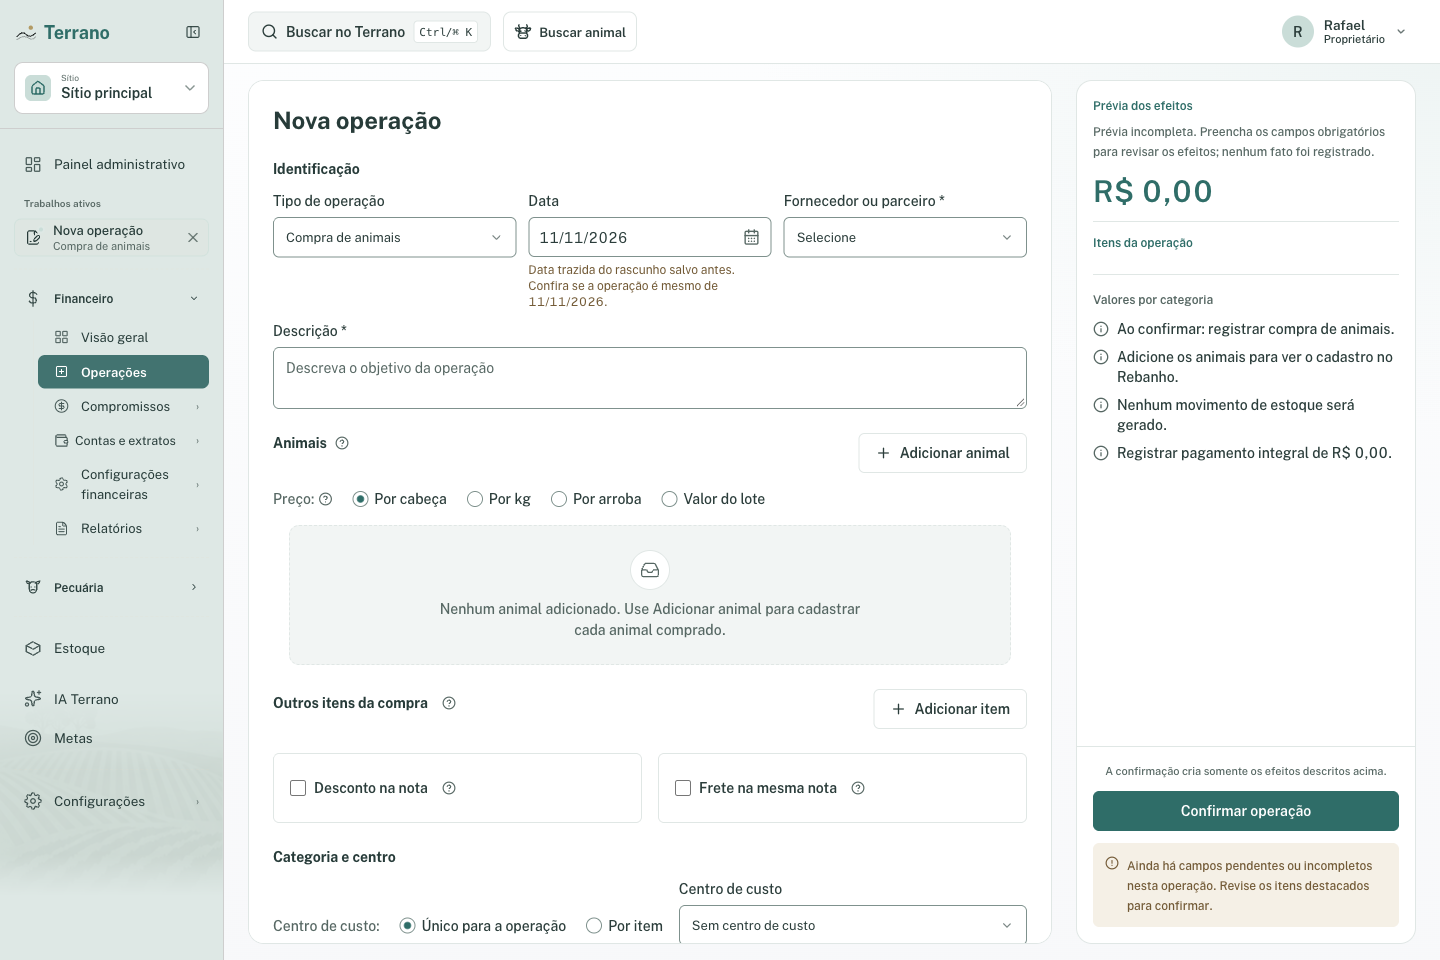 Terrano
Sítio
Sítio principal
Painel administrativo
Trabalhos ativos
Nova operação
Compra de animais
Financeiro
Visão geral
Operações
Compromissos
Contas e extratos
Configurações
financeiras
Relatórios
Pecuária
Estoque
IA Terrano
Metas
Configurações
Buscar no Terrano Ctrl/⌘ K
Buscar animal
R
Rafael
Proprietário
Nova operação
Identificação
Tipo de operação
Compra de animais
Data
11/11/2026
Data trazida do rascunho salvo antes.
Confira se a operação é mesmo de
11/11/2026.
Fornecedor ou parceiro *
Selecione
Descrição *
Descreva o objetivo da operação
Animais
Adicionar animal
Preço: Por cabeça Por kg Por arroba Valor do lote
Nenhum animal adicionado. Use Adicionar animal para cadastrar
cada animal comprado.
Outros itens da compra
Adicionar item
Desconto na nota
Frete na mesma nota
Categoria e centro
Centro de custo: Único para a operação Por item
Centro de custo
Sem centro de custo
Prévia dos efeitos
Prévia incompleta. Preencha os campos obrigatórios
para revisar os efeitos; nenhum fato foi registrado.
R$ 0,00
Itens da operação
Valores por categoria
Ao confirmar: registrar compra de animais.
Adicione os animais para ver o cadastro no
Rebanho.
Nenhum movimento de estoque será
gerado.
Registrar pagamento integral de R$ 0,00.
A confirmação cria somente os efeitos descritos acima.
Confirmar operação
Ainda há campos pendentes ou incompletos
nesta operação. Revise os itens destacados
para confirmar.